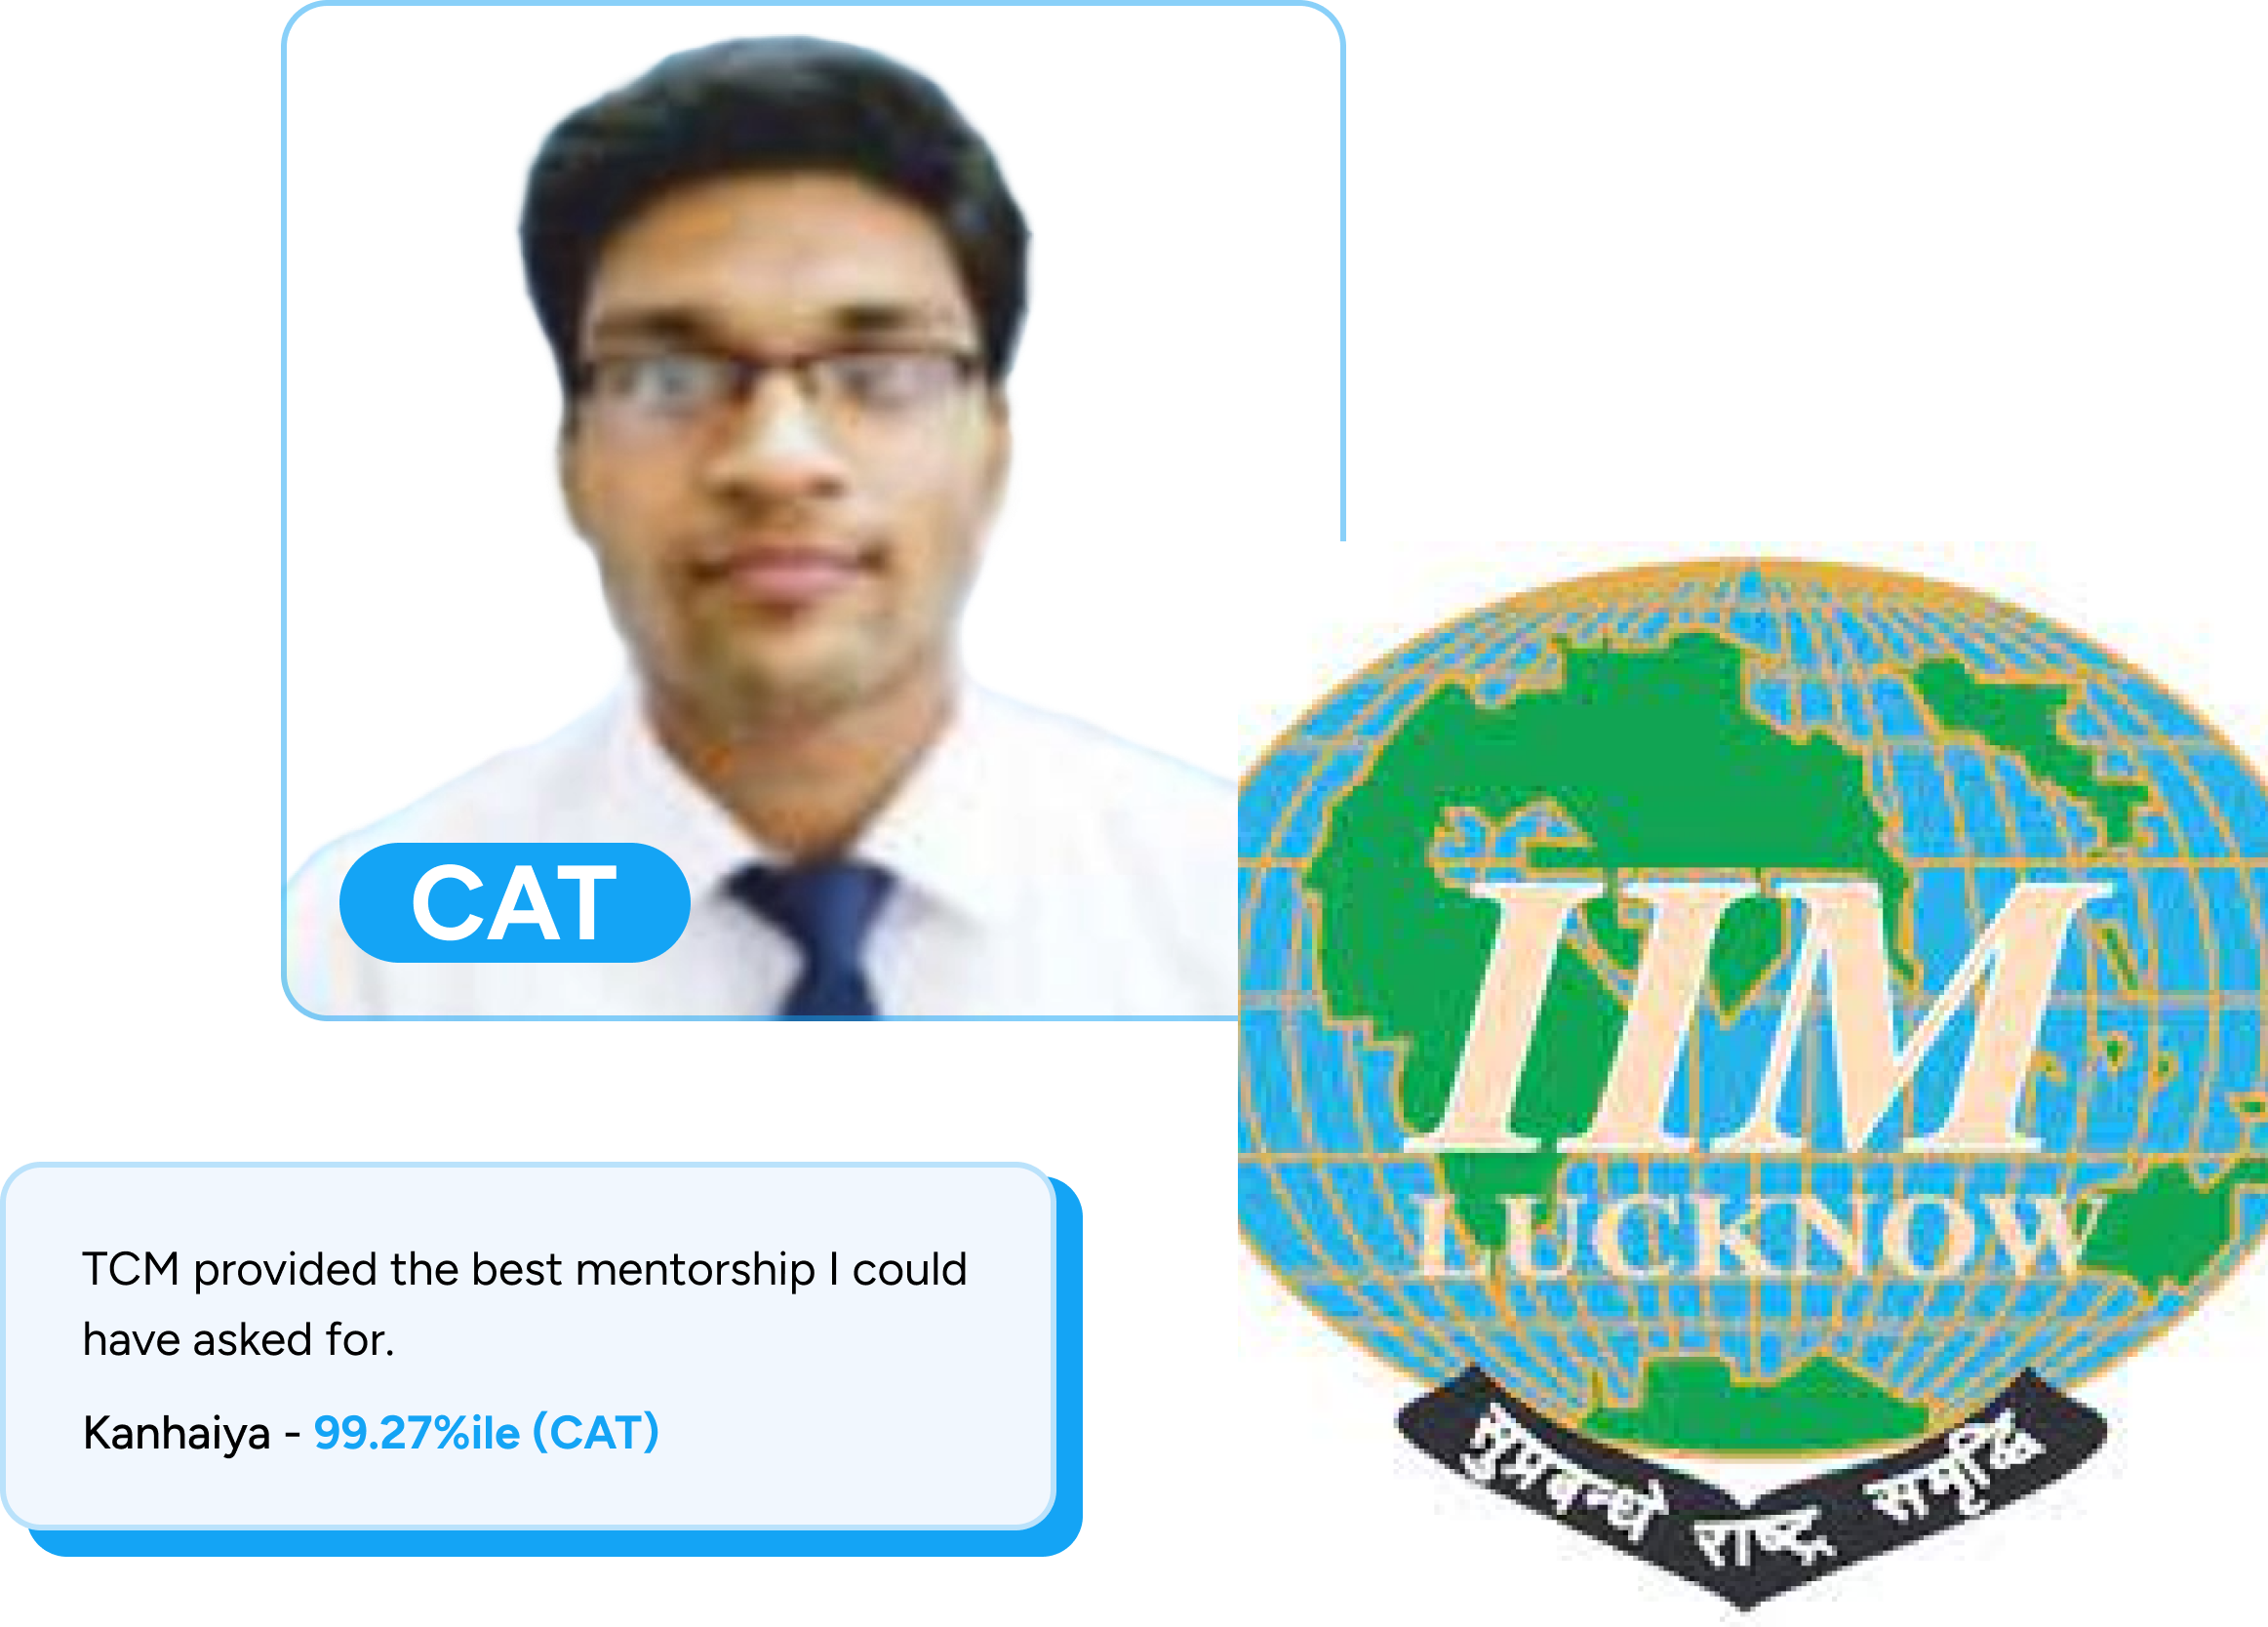 CAT
IIM
LUCKNOW
सुप्रबन्धे राष्ट्र समृद्धि
TCM provided the best mentorship I could
have asked for.
Kanhaiya - 99.27%ile (CAT)